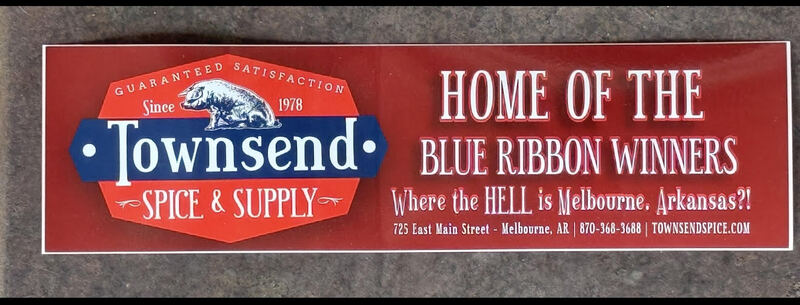 GUARANTEED SATISFACTION
Since 1978
• Townsend •
SPICE & SUPPLY
HOME OF THE
BLUE RIBBON WINNERS
Where the HELL is Melbourne, Arkansas?!
725 East Main Street - Melbourne, AR | 870-368-3688 | TOWNSENDSPICE.COM